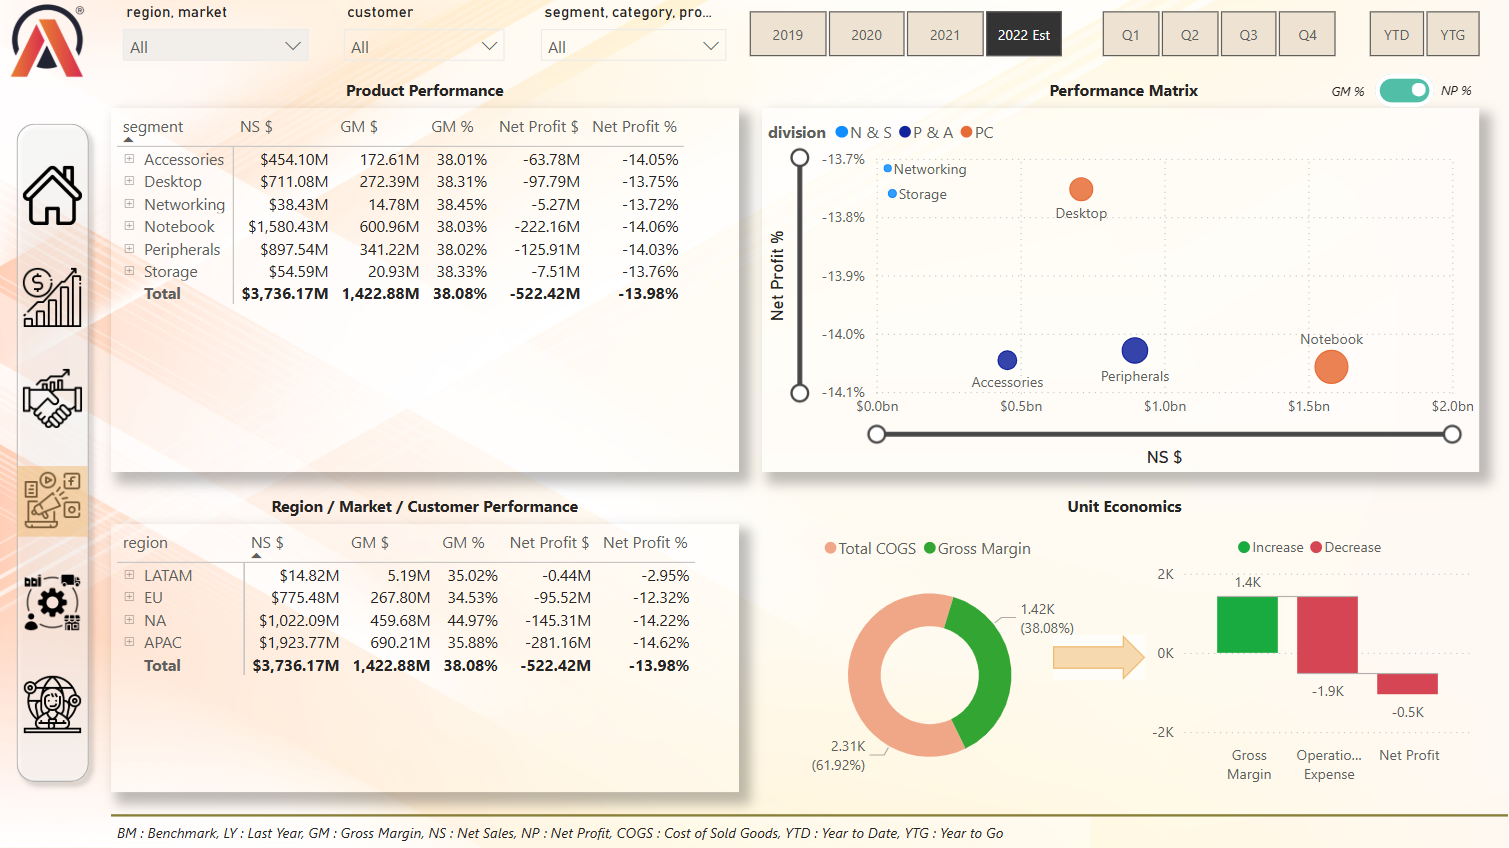 region, market
customer
segment, category, pro...
All
All
All
2019
2020
2021
2022 Est
Q1
Q2
Q3
Q4
YTD
YTG
Product Performance
segment NS $ GM $ GM % Net Profit $ Net Profit %
Accessories $454.10M 172.61M 38.01% -63.78M -14.05%
Desktop $711.08M 272.39M 38.31% -97.79M -13.75%
Networking $38.43M 14.78M 38.45% -5.27M -13.72%
Notebook $1,580.43M 600.96M 38.03% -222.16M -14.06%
Peripherals $897.54M 341.22M 38.02% -125.91M -14.03%
Storage $54.59M 20.93M 38.33% -7.51M -13.76%
Total $3,736.17M 1,422.88M 38.08% -522.42M -13.98%
Performance Matrix
GM %
NP %
division N & S P & A PC
Net Profit %
-13.7%
-13.8%
-13.9%
-14.0%
-14.1%
Networking
Storage
Desktop
Notebook
Accessories
Peripherals
$0.0bn
$0.5bn
$1.0bn
$1.5bn
$2.0bn
NS $
Region / Market / Customer Performance
region NS $ GM $ GM % Net Profit $ Net Profit %
LATAM $14.82M 5.19M 35.02% -0.44M -2.95%
EU $775.48M 267.80M 34.53% -95.52M -12.32%
NA $1,022.09M 459.68M 44.97% -145.31M -14.22%
APAC $1,923.77M 690.21M 35.88% -281.16M -14.62%
Total $3,736.17M 1,422.88M 38.08% -522.42M -13.98%
Unit Economics
Total COGS Gross Margin
1.42K
(38.08%)
2.31K
(61.92%)
Increase Decrease
2K
0K
-2K
1.4K
-1.9K
-0.5K
Gross
Margin
Operatio...
Expense
Net Profit
BM : Benchmark, LY : Last Year, GM : Gross Margin, NS : Net Sales, NP : Net Profit, COGS : Cost of Sold Goods, YTD : Year to Date, YTG : Year to Go